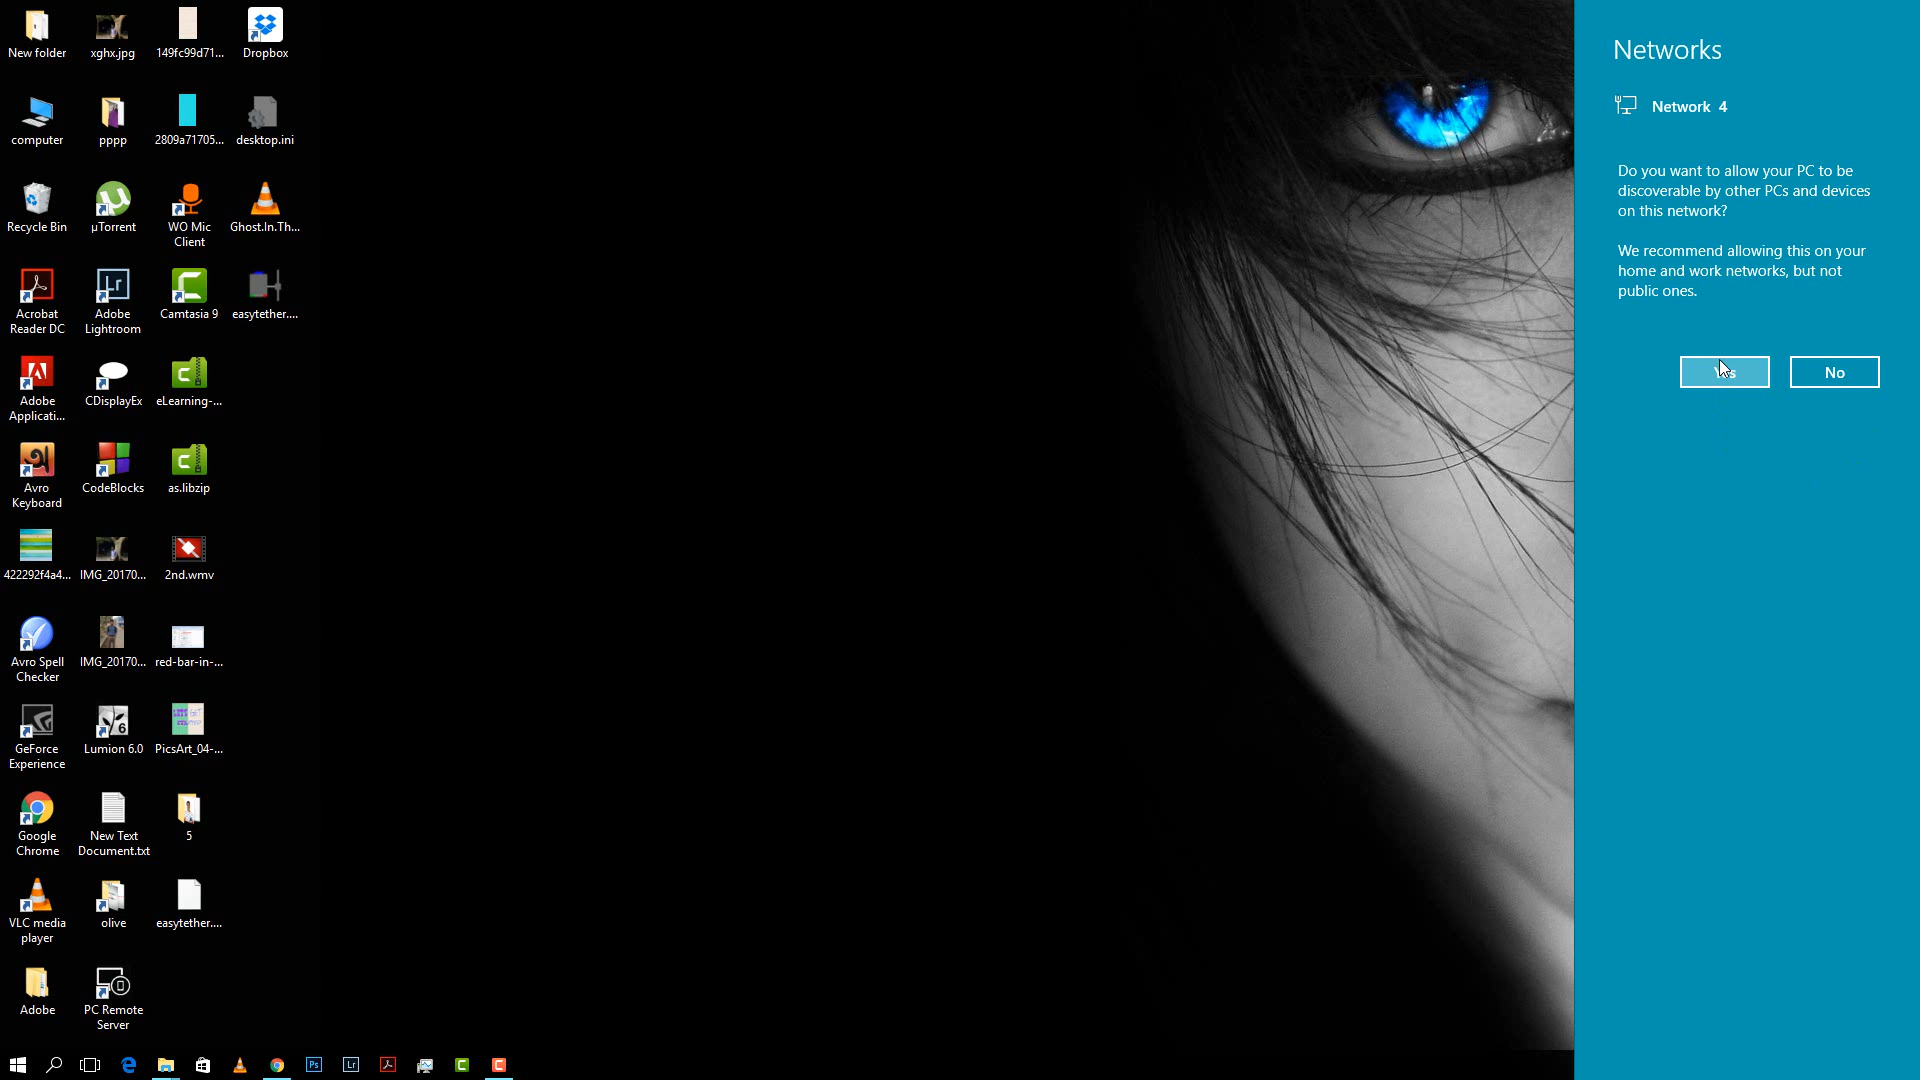 New folder
xghx.jpg
149fc99d71...
Dropbox
computer
pppp
2809a71705...
desktop.ini
Recycle Bin
µTorrent
WO Mic
Client
Ghost.In.Th...
Acrobat
Reader DC
Adobe
Lightroom
Camtasia 9
easytether....
Adobe
Applicati...
CDisplayEx
eLearning-...
Avro
Keyboard
CodeBlocks
as.libzip
422292f4a4...
IMG_20170...
2nd.wmv
Avro Spell
Checker
IMG_20170...
red-bar-in-...
GeForce
Experience
Lumion 6.0
PicsArt_04-...
Google
Chrome
New Text
Document.txt
5
VLC media
player
olive
easytether....
Adobe
PC Remote
Server
Networks
Network 4
Do you want to allow your PC to be
discoverable by other PCs and devices
on this network?
We recommend allowing this on your
home and work networks, but not
public ones.
Yes
No